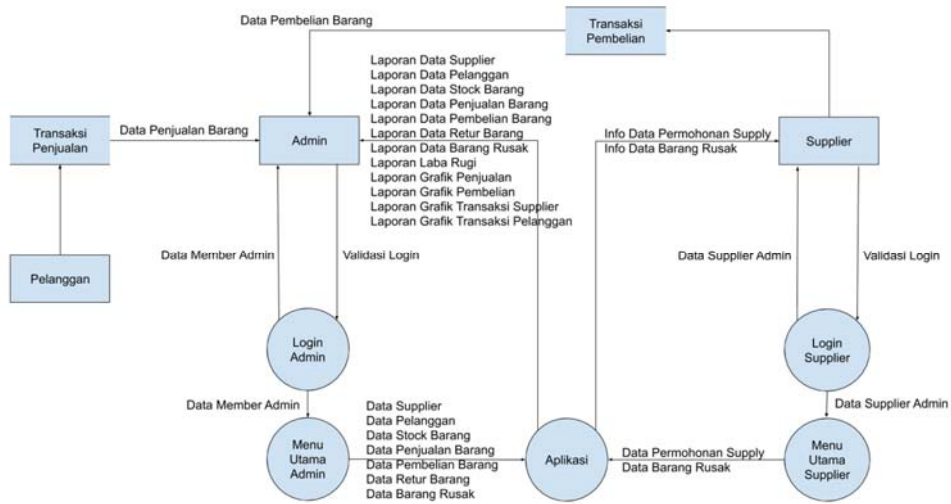 Data Pembelian Barang
Transaksi
Pembelian
Laporan Data Supplier
Laporan Data Pelanggan
Laporan Data Stock Barang
Laporan Data Penjualan Barang
Laporan Data Pembelian Barang
Laporan Data Retur Barang
Laporan Data Barang Rusak
Laporan Laba Rugi
Laporan Grafik Penjualan
Laporan Grafik Pembelian
Laporan Grafik Transaksi Supplier
Laporan Grafik Transaksi Pelanggan
Transaksi
Penjualan
Data Penjualan Barang
Admin
Info Data Permohonan Supply
Info Data Barang Rusak
Supplier
Pelanggan
Data Member Admin
Validasi Login
Data Supplier Admin
Validasi Login
Login
Admin
Login
Supplier
Data Member Admin
Data Supplier Admin
Menu
Utama
Admin
Data Supplier
Data Pelanggan
Data Stock Barang
Data Penjualan Barang
Data Pembelian Barang
Data Retur Barang
Data Barang Rusak
Aplikasi
Data Permohonan Supply
Data Barang Rusak
Menu
Utama
Supplier